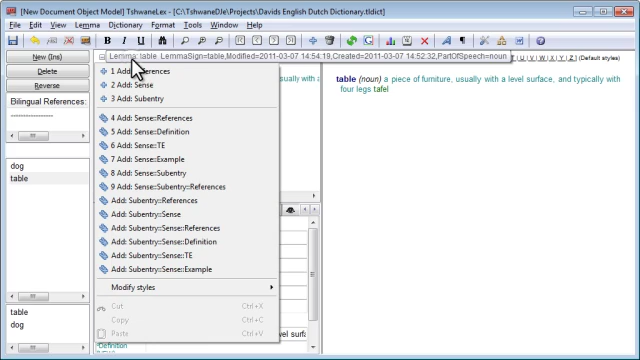 [New Document Object Model] TshwaneLex - [C:\TshwaneDJe\Projects\Davids English Dutch Dictionary.tldict]
File Edit View Lemma Dictionary Format Window Help
New (Ins)
Delete
Reverse
Bilingual References:
----------------
dog
table
table
dog
Lemma: table LemmaSign=table,Modified=2011-03-07 14:54:19,Created=2011-03-07 14:52:32,PartOfSpeech=noun
1 Add: References
2 Add: Sense
3 Add: Subentry
4 Add: Sense::References
5 Add: Sense::Definition
6 Add: Sense::TE
7 Add: Sense::Example
8 Add: Sense::Subentry
9 Add: Sense::Subentry::References
Add: Subentry::References
Add: Subentry::Sense
Add: Subentry::Sense::References
Add: Subentry::Sense::Definition
Add: Subentry::Sense::TE
Add: Subentry::Sense::Example
Modify styles
Cut Ctrl+X
Copy Ctrl+C
Paste Ctrl+V
usually with a
vel surfa
Definition
T | U | V | W | X | Y | Z | (Default styles)
table (noun) a piece of furniture, usually with a level surface, and typically with
four legs tafel